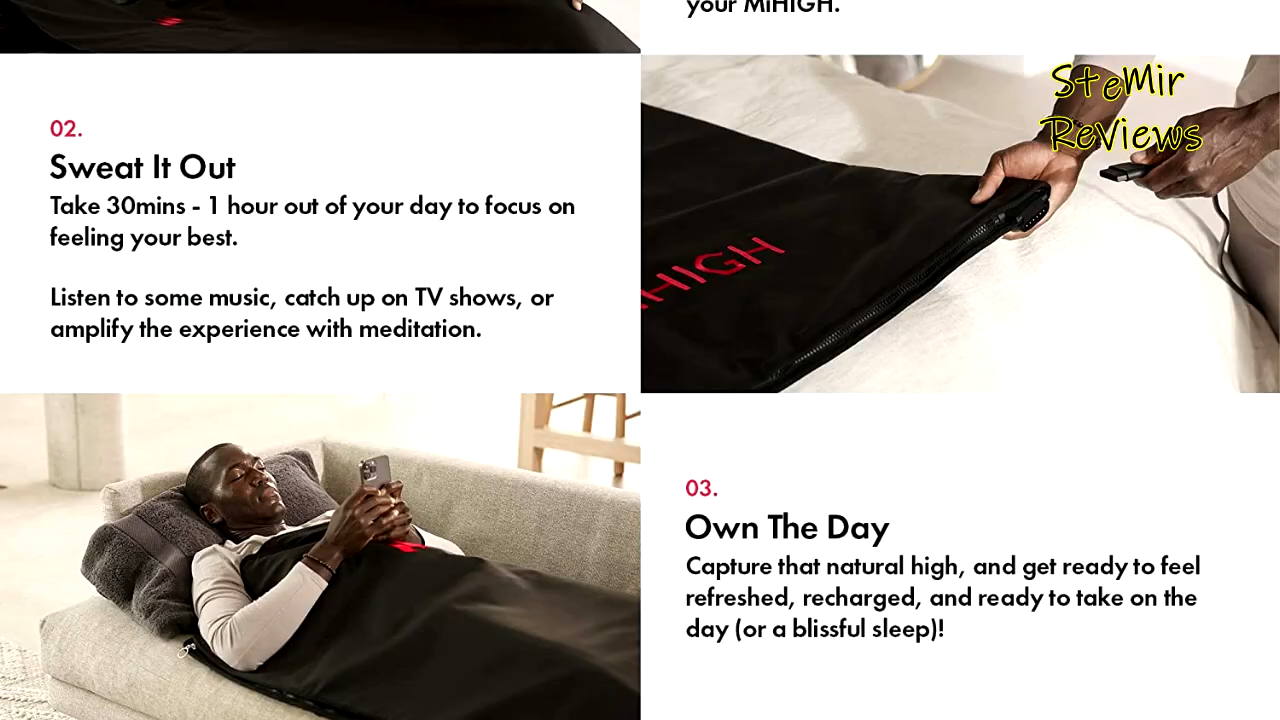 your MiHIGH.
SteMir
ReViews
02.
Sweat It Out
Take 30mins - 1 hour out of your day to focus on
feeling your best.
Listen to some music, catch up on TV shows, or
amplify the experience with meditation.
HIGH
03.
Own The Day
Capture that natural high, and get ready to feel
refreshed, recharged, and ready to take on the
day (or a blissful sleep)!